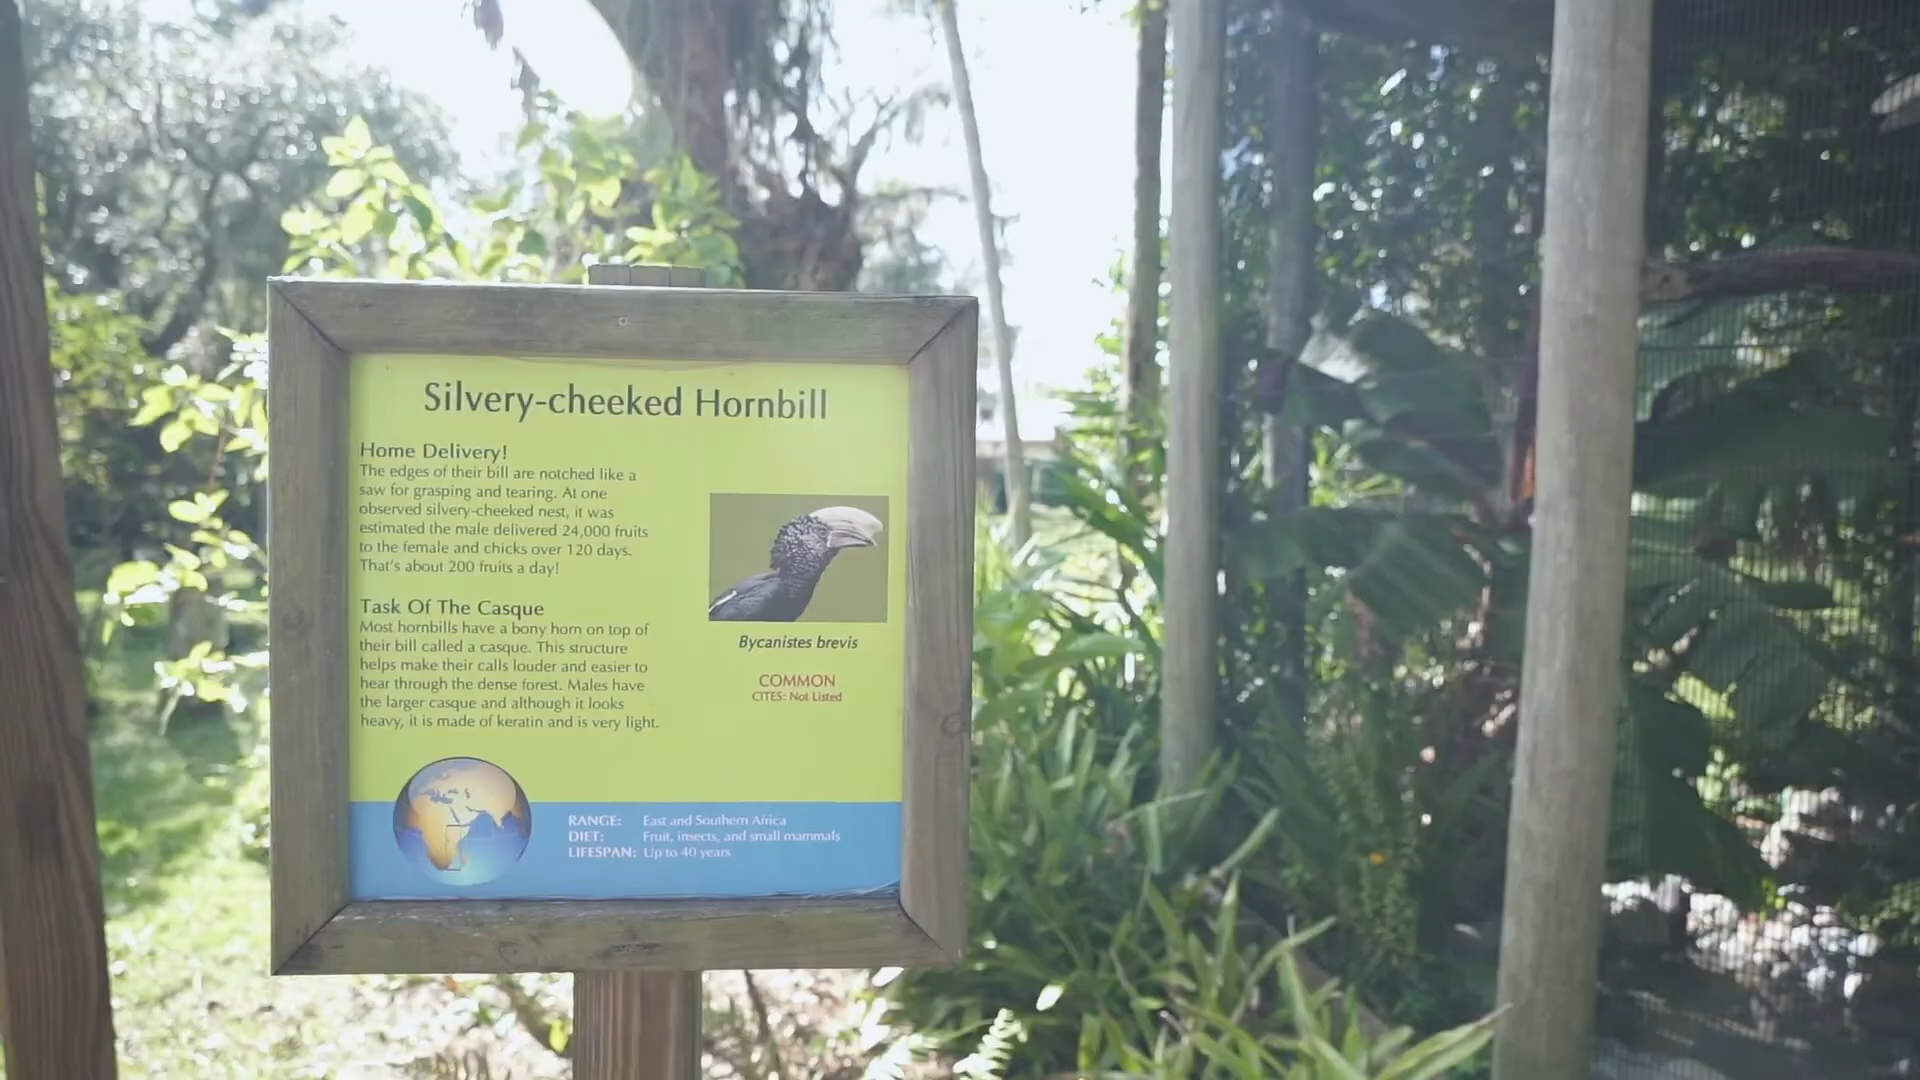 Silvery-cheeked Hornbill
Home Delivery!
The edges of their bill are notched like a
saw for grasping and tearing. At one
observed silvery-cheeked nest, it was
estimated the male delivered 24,000 fruits
to the female and chicks over 120 days.
That's about 200 fruits a day!
Task Of The Casque
Most hornbills have a bony horn on top of
their bill called a casque. This structure
helps make their calls louder and easier to
hear through the dense forest. Males have
the larger casque and although it looks
heavy, it is made of keratin and is very light.
Bycanistes brevis
COMMON
CITES: Not Listed
RANGE: East and Southern Africa
DIET: Fruit, insects, and small mammals
LIFESPAN: Up to 40 years